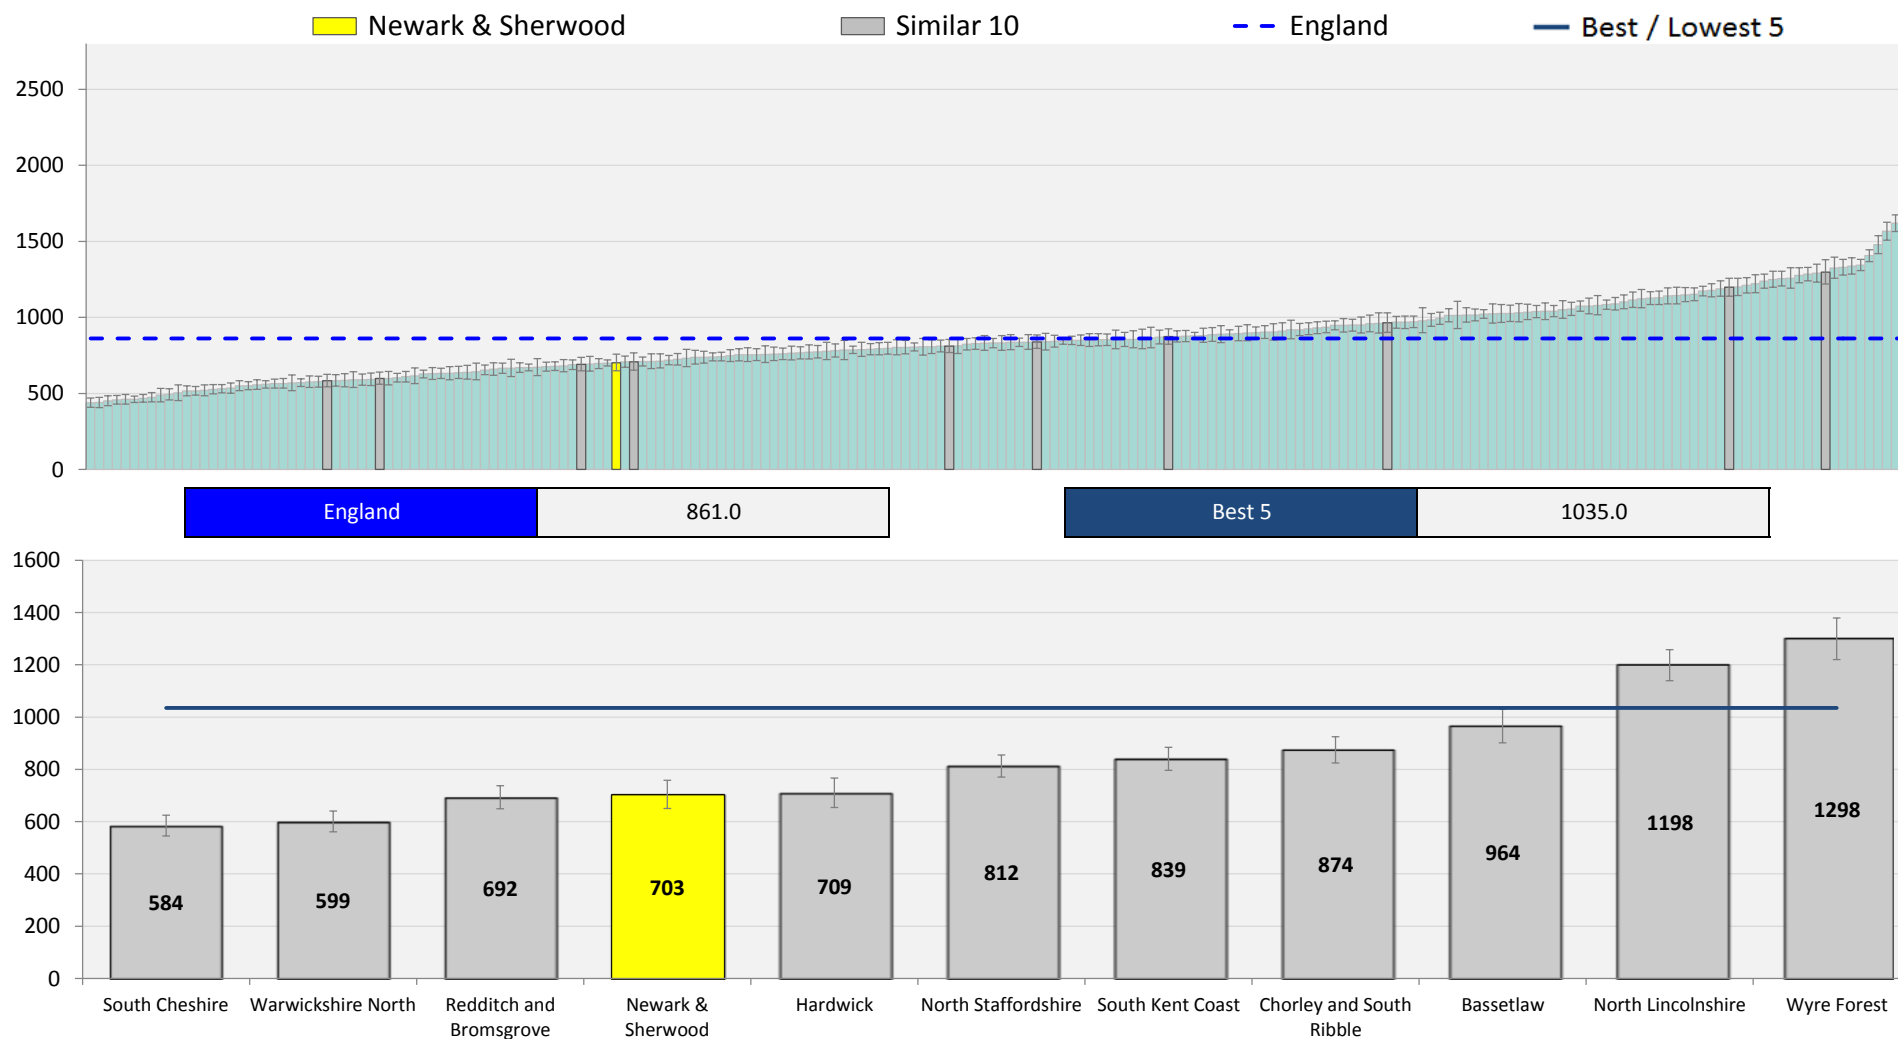 Newark & Sherwood
Similar 10
England
Best / Lowest 5
2500
2000
1500
1000
500
0
England
861.0
Best 5
1035.0
1600
1400
1200
1000
800
600
400
200
0
584
599
692
703
709
812
839
874
964
1198
1298
South Cheshire
Warwickshire North
Redditch and
Bromsgrove
Newark &
Sherwood
Hardwick
North Staffordshire
South Kent Coast
Chorley and South
Ribble
Bassetlaw
North Lincolnshire
Wyre Forest